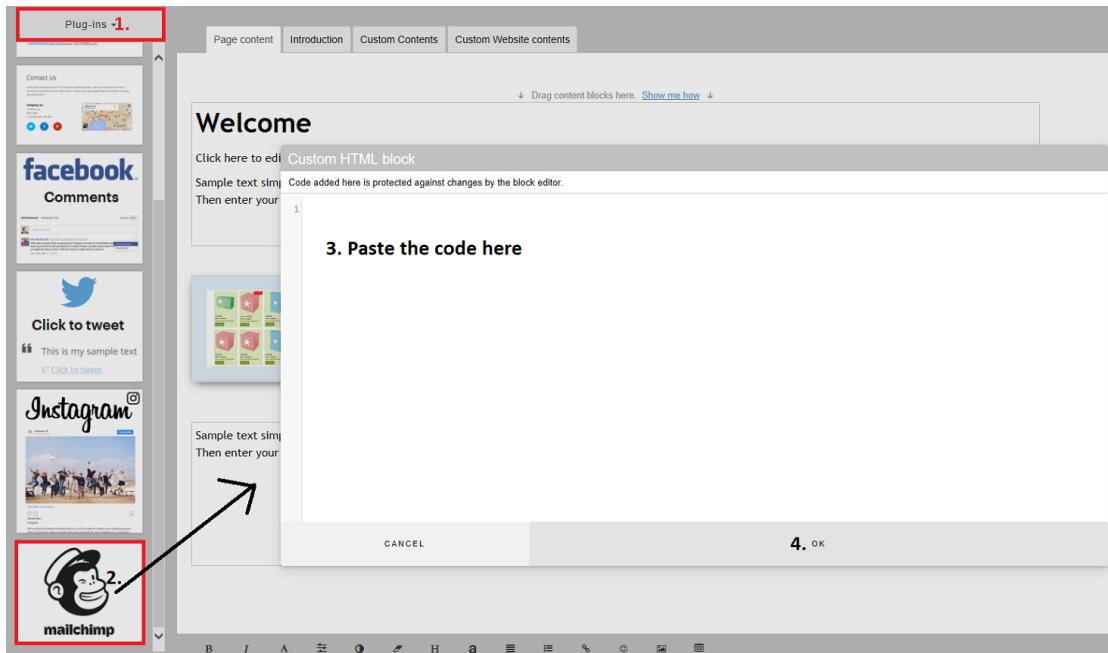 Plug-ins
1.
Contact Us
facebook.
Comments
Click to tweet
This is my sample text
Click to tweet
Instagram
2.
mailchimp
Page content
Introduction
Custom Contents
Custom Website contents
↓ Drag content blocks here. Show me how ↓
Welcome
Click here to edi
Sample text simp
Then enter your
Custom HTML block
Code added here is protected against changes by the block editor.
1
3. Paste the code here
Sample text simp
Then enter your
CANCEL
4. OK
B I A H a